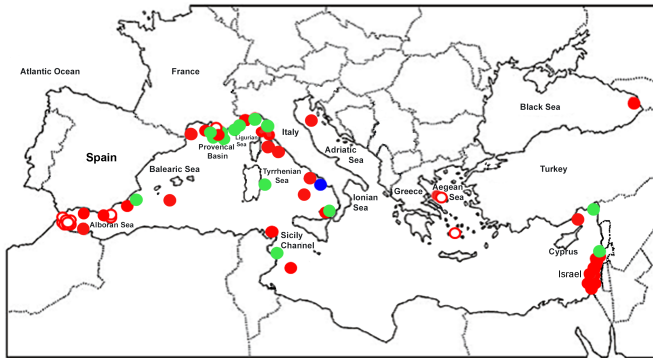 Atlantic Ocean
France
Black Sea
Italy
Ligurian
Sea
Provencal
Basin
Adriatic
Sea
Spain
Balearic Sea
Tyrrhenian
Sea
Turkey
Greece
Aegean
Sea
Ionian
Sea
Alboran Sea
Sicily
Channel
Cyprus
Israel